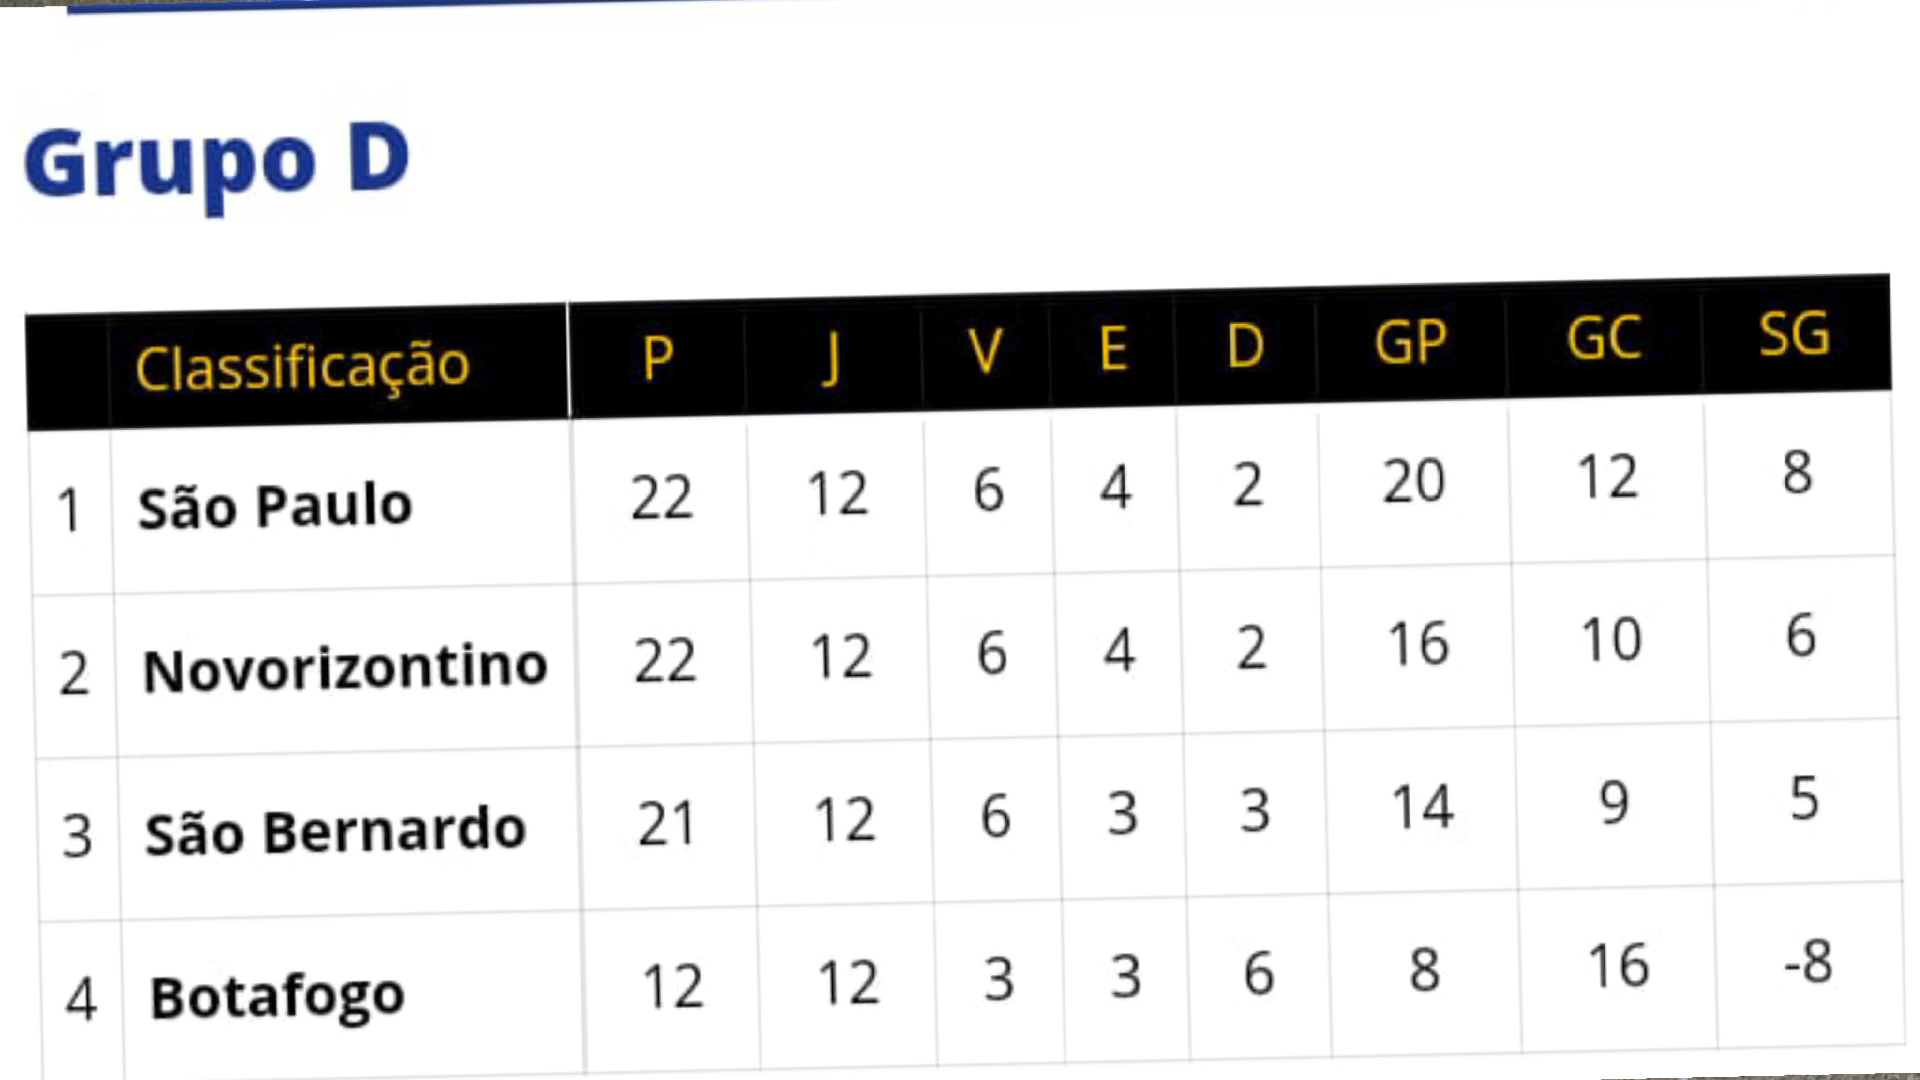 Grupo D
Classificação P J V E D GP GC SG
1 São Paulo 22 12 6 4 2 20 12 8
2 Novorizontino 22 12 6 4 2 16 10 6
3 São Bernardo 21 12 6 3 3 14 9 5
4 Botafogo 12 12 3 3 6 8 16 -8